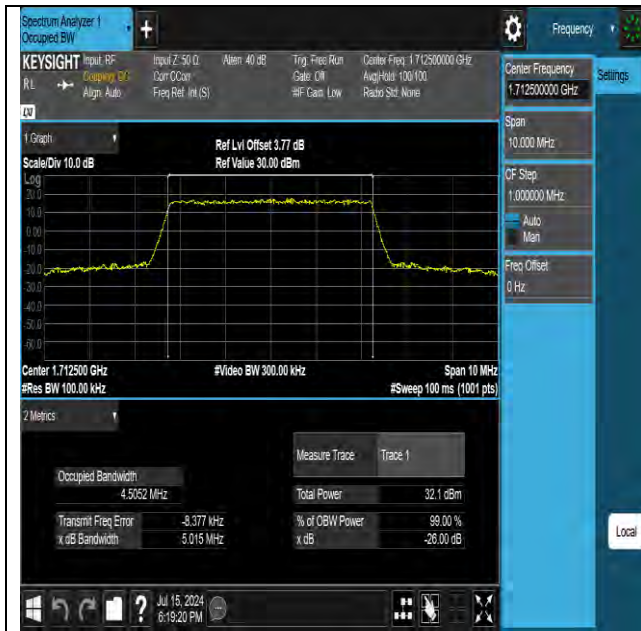 Spectrum Analyzer 1
Occupied BW
+
Frequency
KEYSIGHT
RL
Input: RF
Coupling: DC
Align: Auto
Input Z: 50 Ω
Corr CCorr
Freq Ref: Int (S)
Atten: 40 dB
Trig: Free Run
Gate: Off
#IF Gain: Low
Center Freq: 1.712500000 GHz
Avg|Hold: 100/100
Radio Std: None
Center Frequency
1.712500000 GHz
Settings
Span
10.000 MHz
CF Step
1.000000 MHz
Auto
Man
Freq Offset
0 Hz
1 Graph
Scale/Div 10.0 dB
Ref Lvl Offset 3.77 dB
Ref Value 30.00 dBm
Log
20.0
10.0
0.00
-10.0
-20.0
-30.0
-40.0
-50.0
-60.0
Center 1.712500 GHz
#Video BW 300.00 kHz
Span 10 MHz
#Res BW 100.00 kHz
#Sweep 100 ms (1001 pts)
2 Metrics
Measure Trace
Trace 1
Occupied Bandwidth
4.5052 MHz
Total Power
32.1 dBm
Transmit Freq Error
-8.377 kHz
% of OBW Power
99.00 %
x dB Bandwidth
5.015 MHz
x dB
-26.00 dB
Local
?
Jul 15, 2024
6:19:20 PM